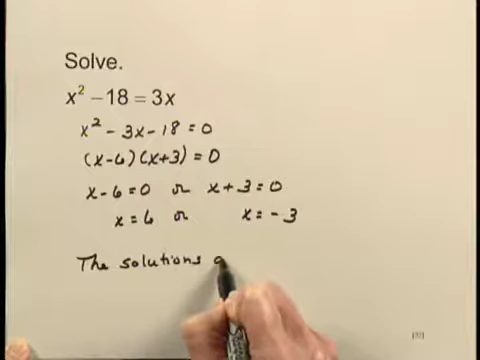 Solve.
x² − 18 = 3x
x² − 3x − 18 = 0
(x−6)(x+3) = 0
x − 6 = 0 or x + 3 = 0
x = 6 or x = −3
The solutions a